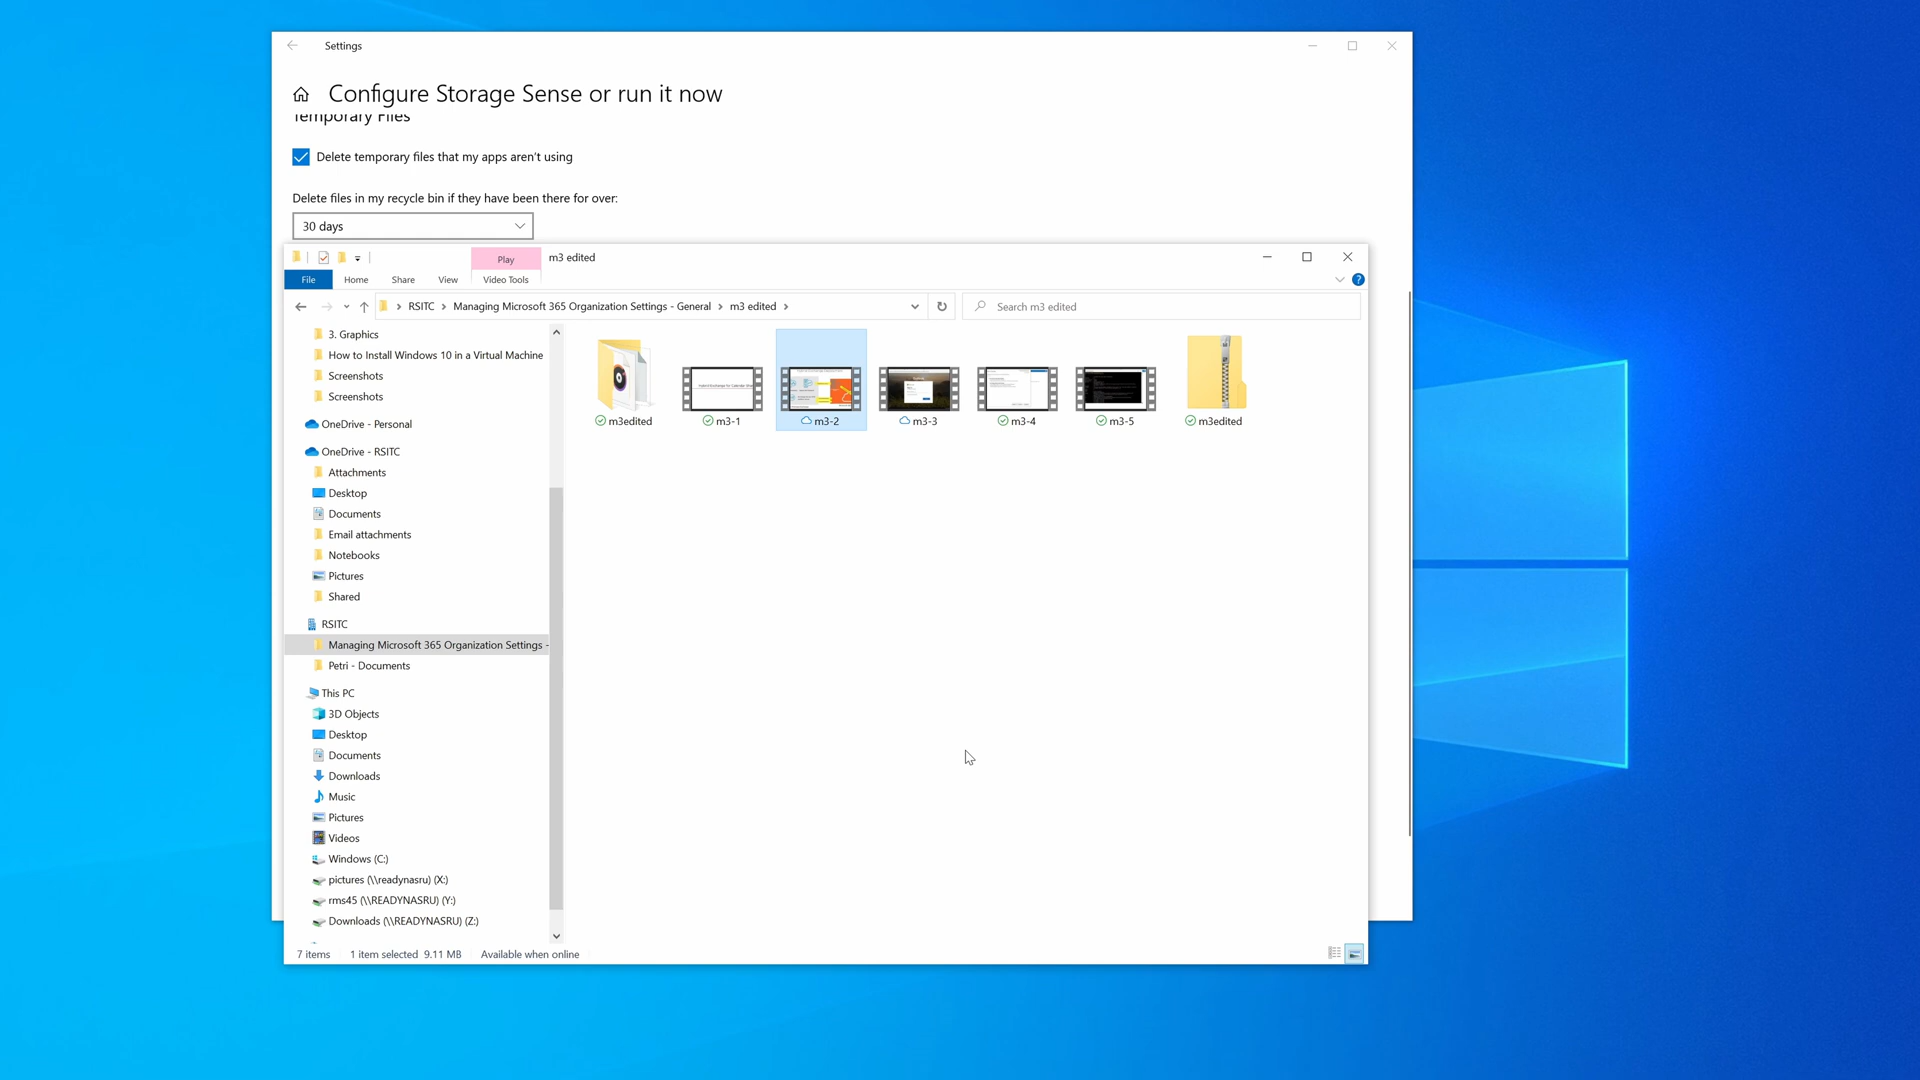 Settings
Configure Storage Sense or run it now
Temporary Files
Delete temporary files that my apps aren't using
Delete files in my recycle bin if they have been there for over:
30 days
Play
m3 edited
File
Home
Share
View
Video Tools
RSITC
Managing Microsoft 365 Organization Settings - General
m3 edited
Search m3 edited
3. Graphics
How to Install Windows 10 in a Virtual Machine
Screenshots
Screenshots
OneDrive - Personal
OneDrive - RSITC
Attachments
Desktop
Documents
Email attachments
Notebooks
Pictures
Shared
RSITC
Managing Microsoft 365 Organization Settings -
Petri - Documents
This PC
3D Objects
Desktop
Documents
Downloads
Music
Pictures
Videos
Windows (C:)
pictures (\\readynasru) (X:)
rms45 (\\READYNASRU) (Y:)
Downloads (\\READYNASRU) (Z:)
m3edited
m3-1
m3-2
m3-3
m3-4
m3-5
m3edited
7 items
1 item selected 9.11 MB
Available when online